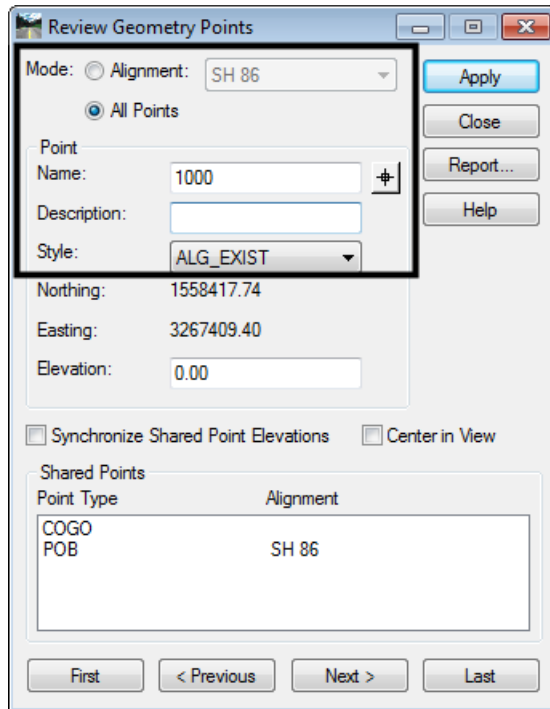 Review Geometry Points
Mode: Alignment: SH 86
All Points
Apply
Close
Report...
Help
Point
Name: 1000
Description:
Style: ALG_EXIST
Northing: 1558417.74
Easting: 3267409.40
Elevation: 0.00
Synchronize Shared Point Elevations Center in View
Shared Points
Point Type Alignment
COGO
POB SH 86
First < Previous Next > Last